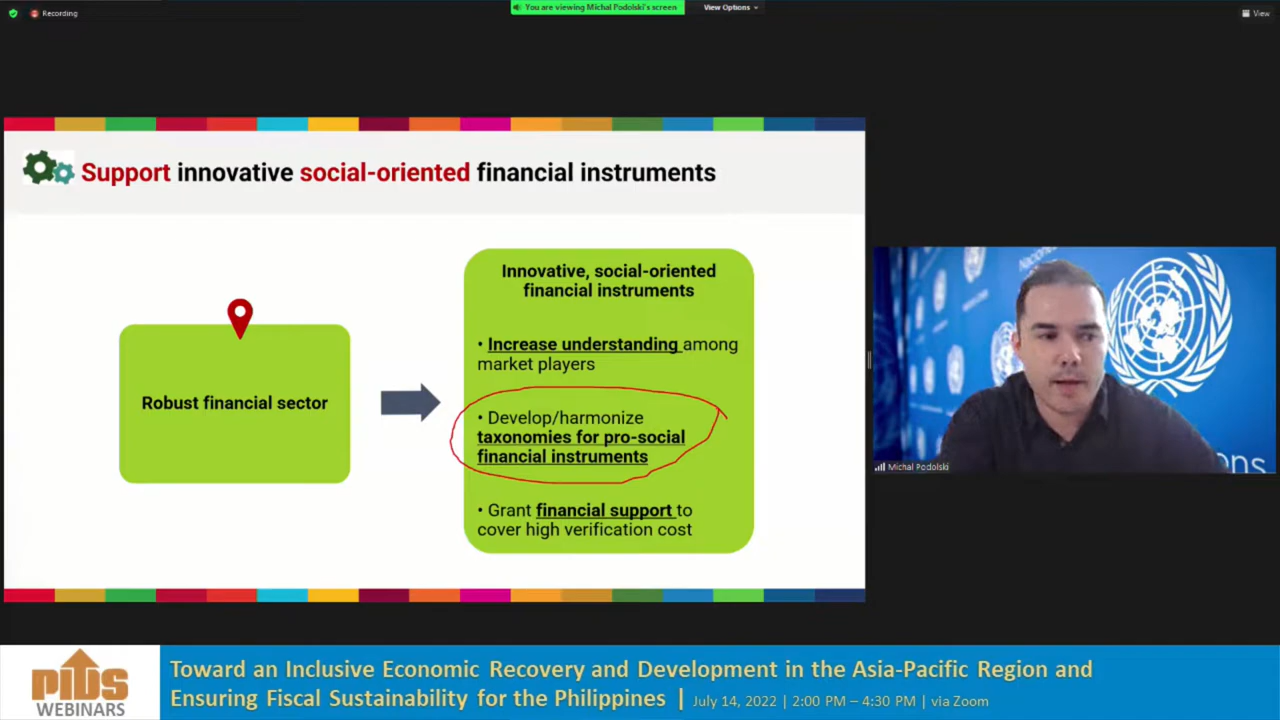 Recording
You are viewing Michal Podolski's screen
View Options
View
Support innovative social-oriented financial instruments
Robust financial sector
Innovative, social-oriented
financial instruments
• Increase understanding among
market players
• Develop/harmonize
taxonomies for pro-social
financial instruments
• Grant financial support to
cover high verification cost
Michal Podolski
PIDS
WEBINARS
Toward an Inclusive Economic Recovery and Development in the Asia-Pacific Region and
Ensuring Fiscal Sustainability for the Philippines | July 14, 2022 | 2:00 PM – 4:30 PM | via Zoom